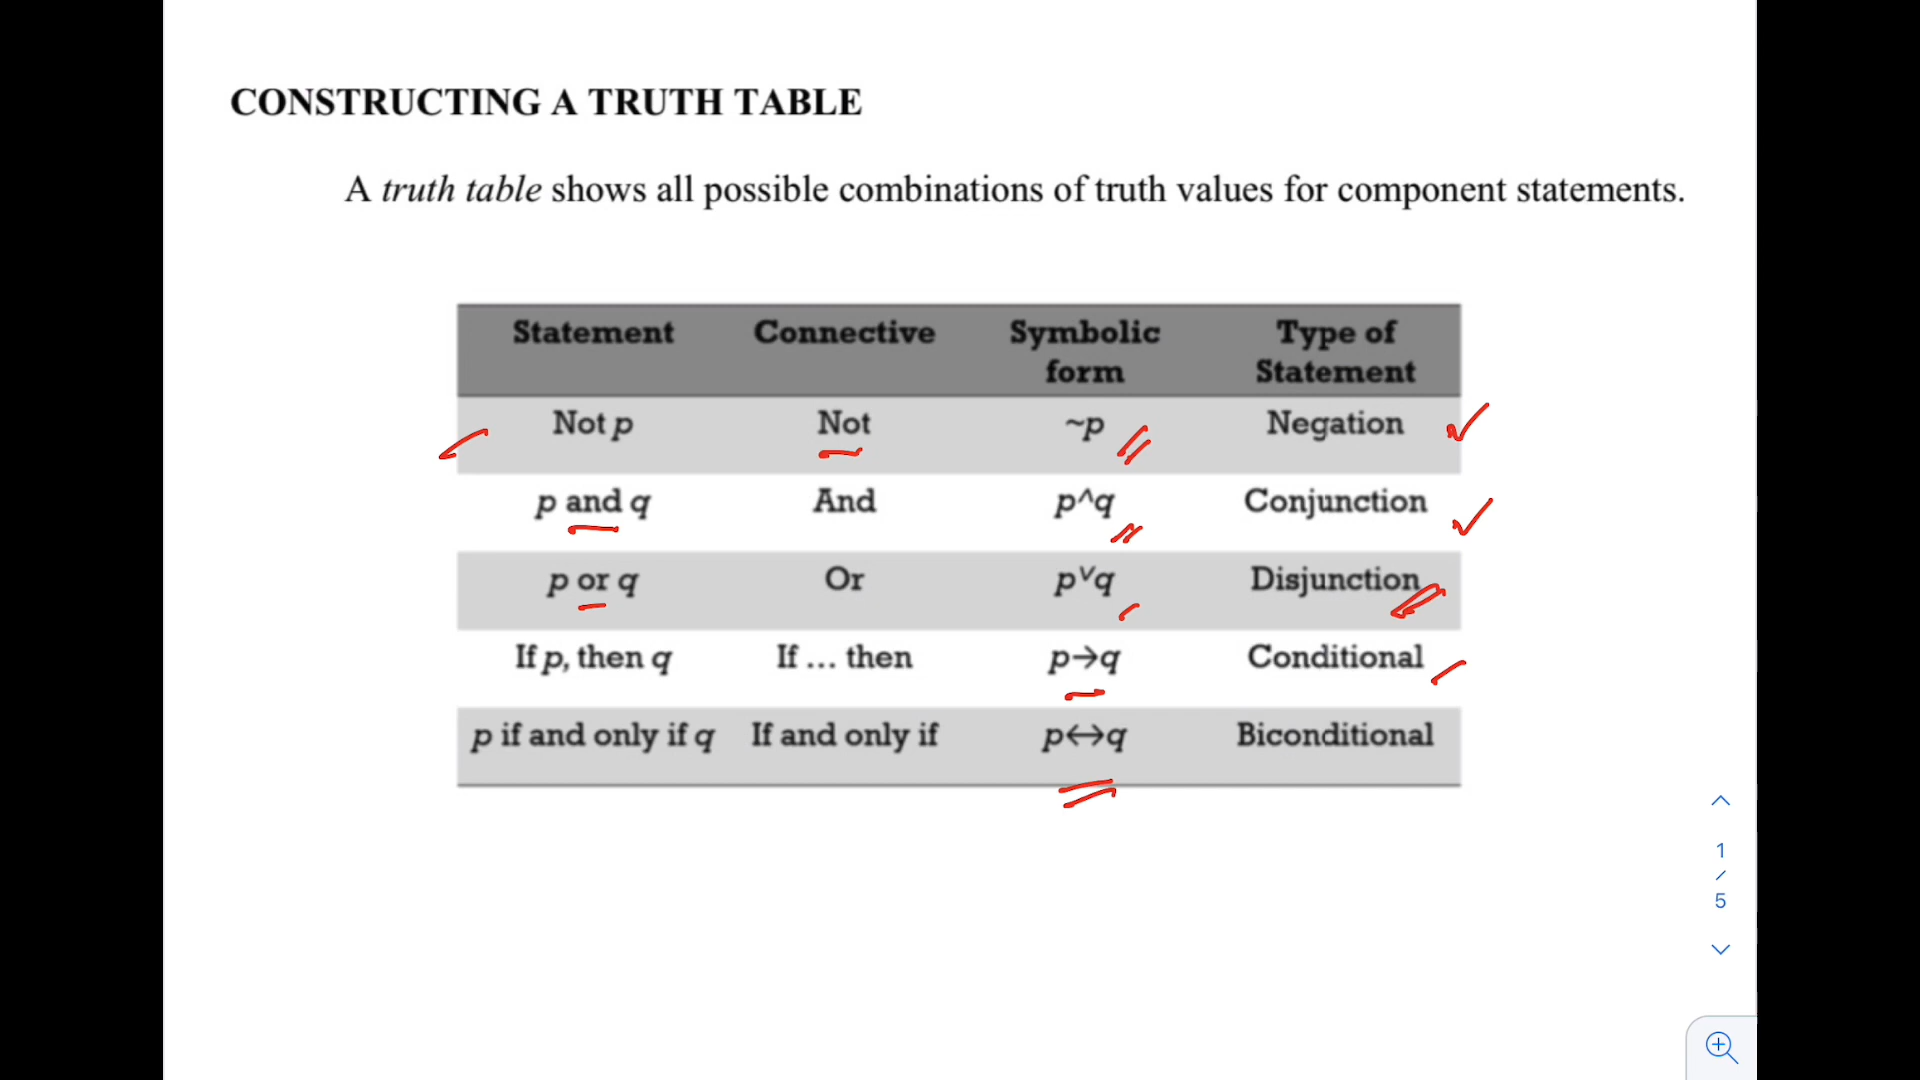 CONSTRUCTING A TRUTH TABLE
A truth table shows all possible combinations of truth values for component statements.
Statement Connective Symbolic form Type of Statement
Not p Not ~p Negation
p and q And p^q Conjunction
p or q Or p∨q Disjunction
If p, then q If ... then p→q Conditional
p if and only if q If and only if p↔q Biconditional
1
/
5